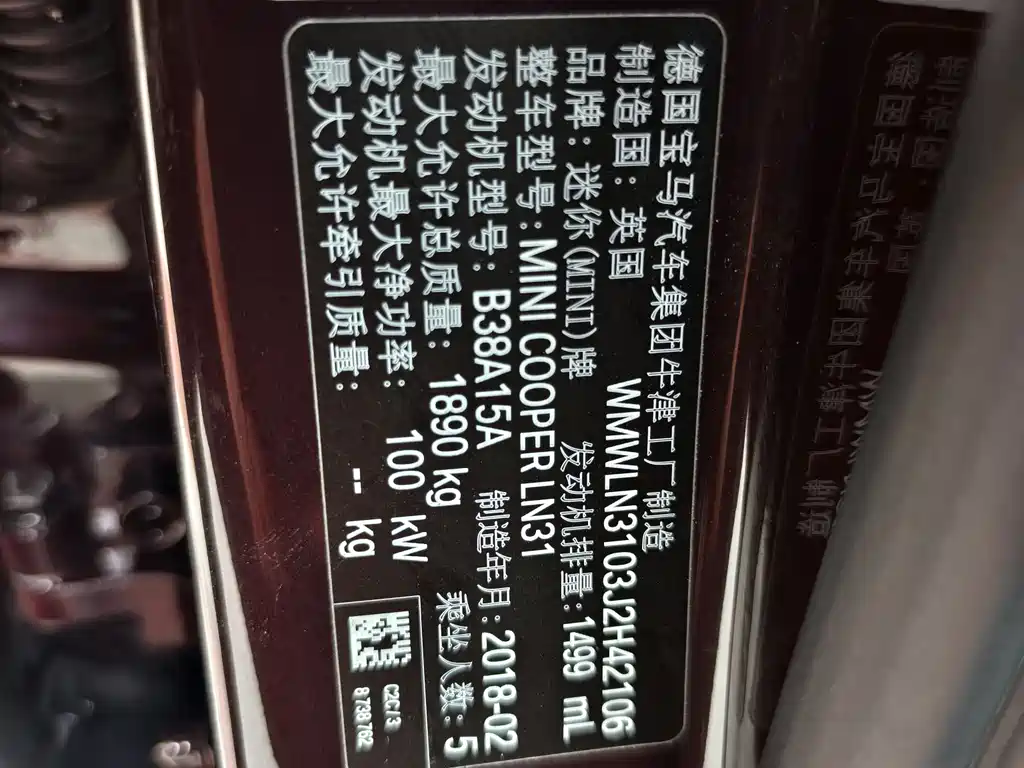 德国宝马汽车集团牛津工厂制造
制造国：英国 WMWLN3103J2H42106
品牌：迷你(MINI)牌 发动机排量：1499 mL
整车型号：MINI COOPER LN31
发动机型号：B38A15A 制造年月：2018-02
最大允许总质量：1890 kg 乘坐人数：5
发动机最大净功率：100 kW
最大允许牵引质量：-- kg
8 738 762